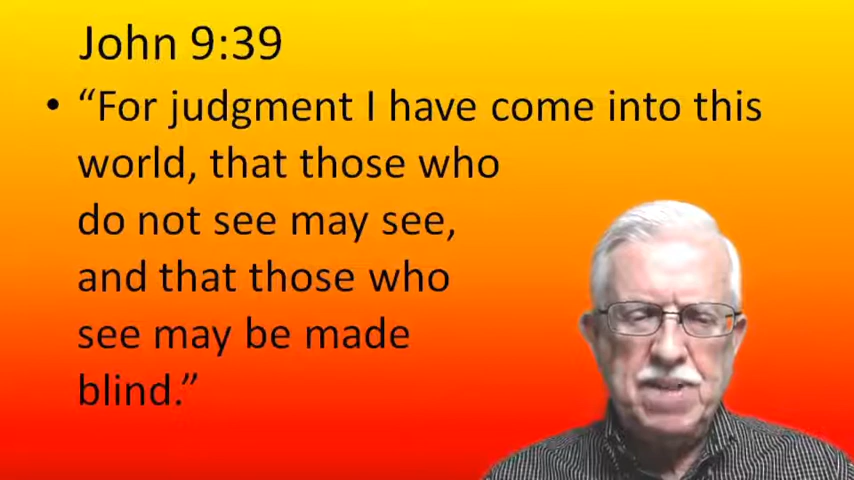 John 9:39
• “For judgment I have come into this
world, that those who
do not see may see,
and that those who
see may be made
blind.”